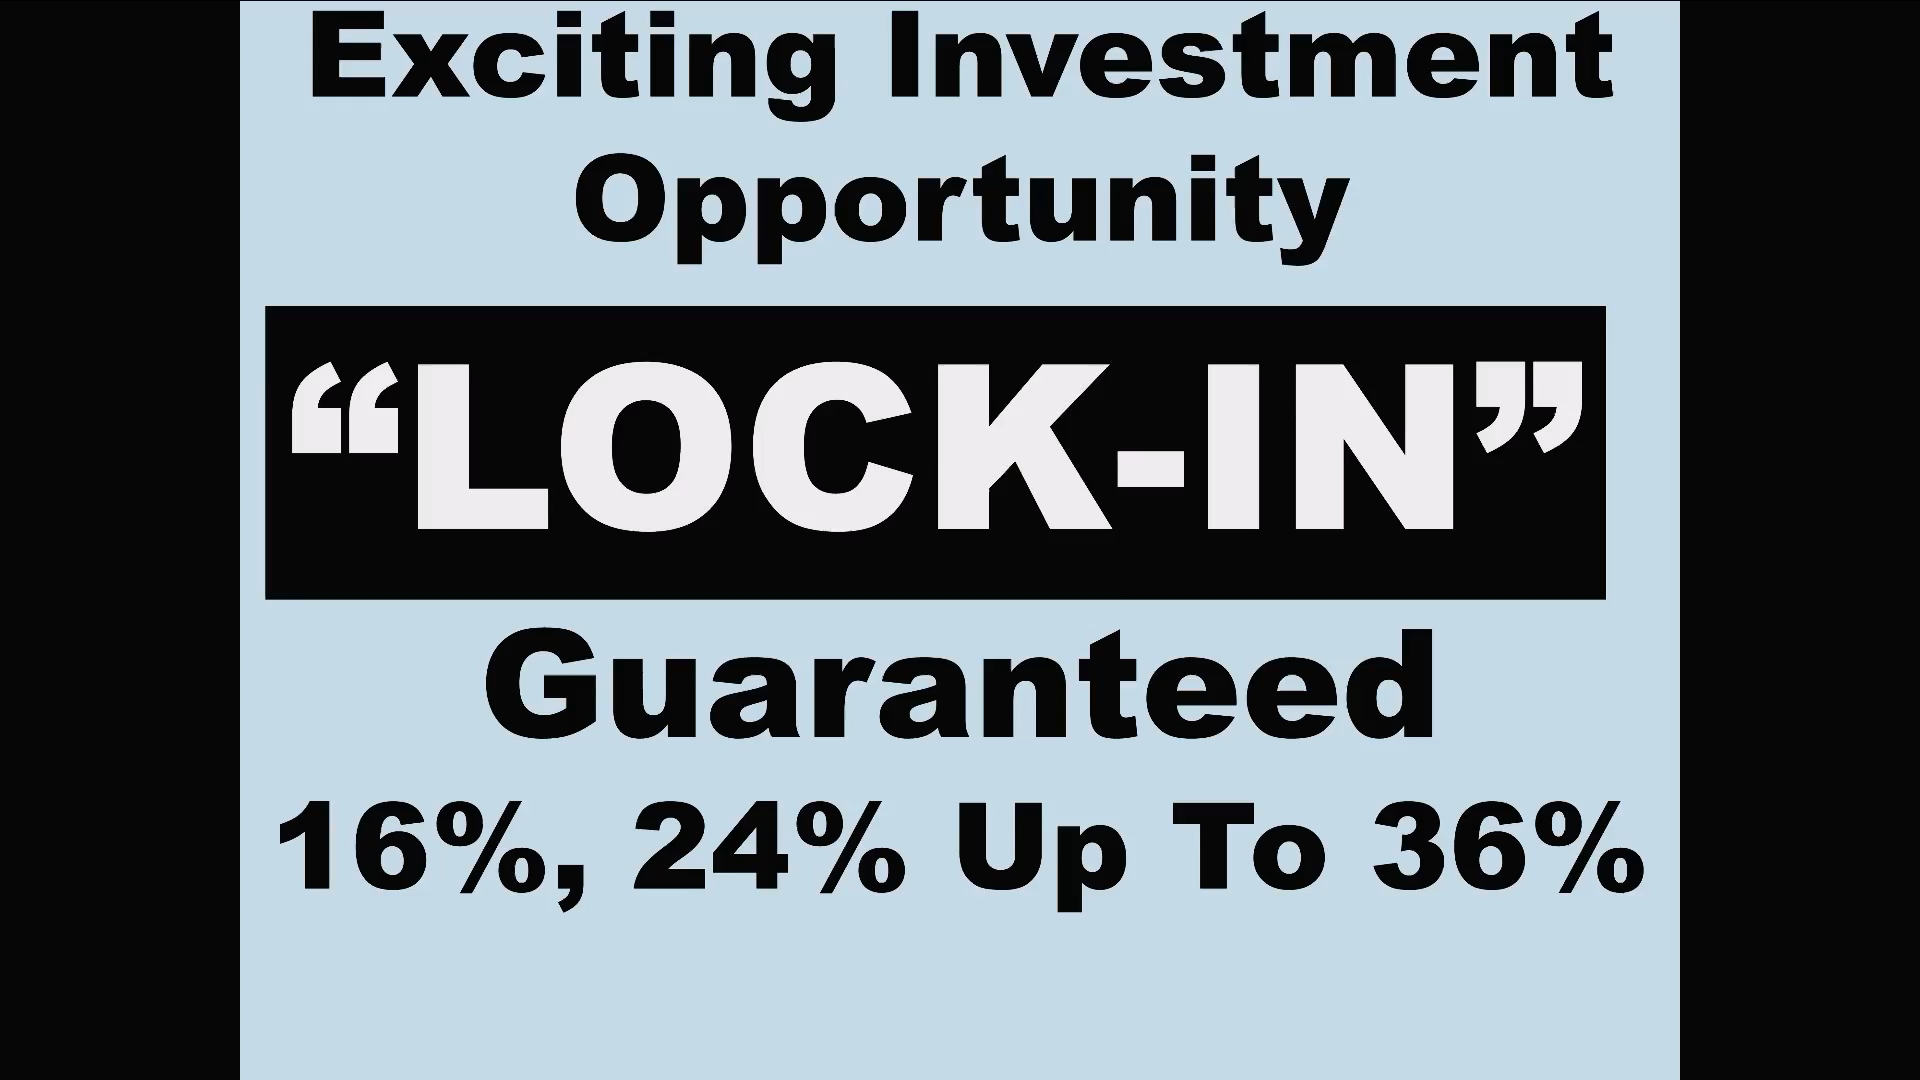 Exciting Investment
Opportunity
“LOCK-IN”
Guaranteed
16%, 24% Up To 36%